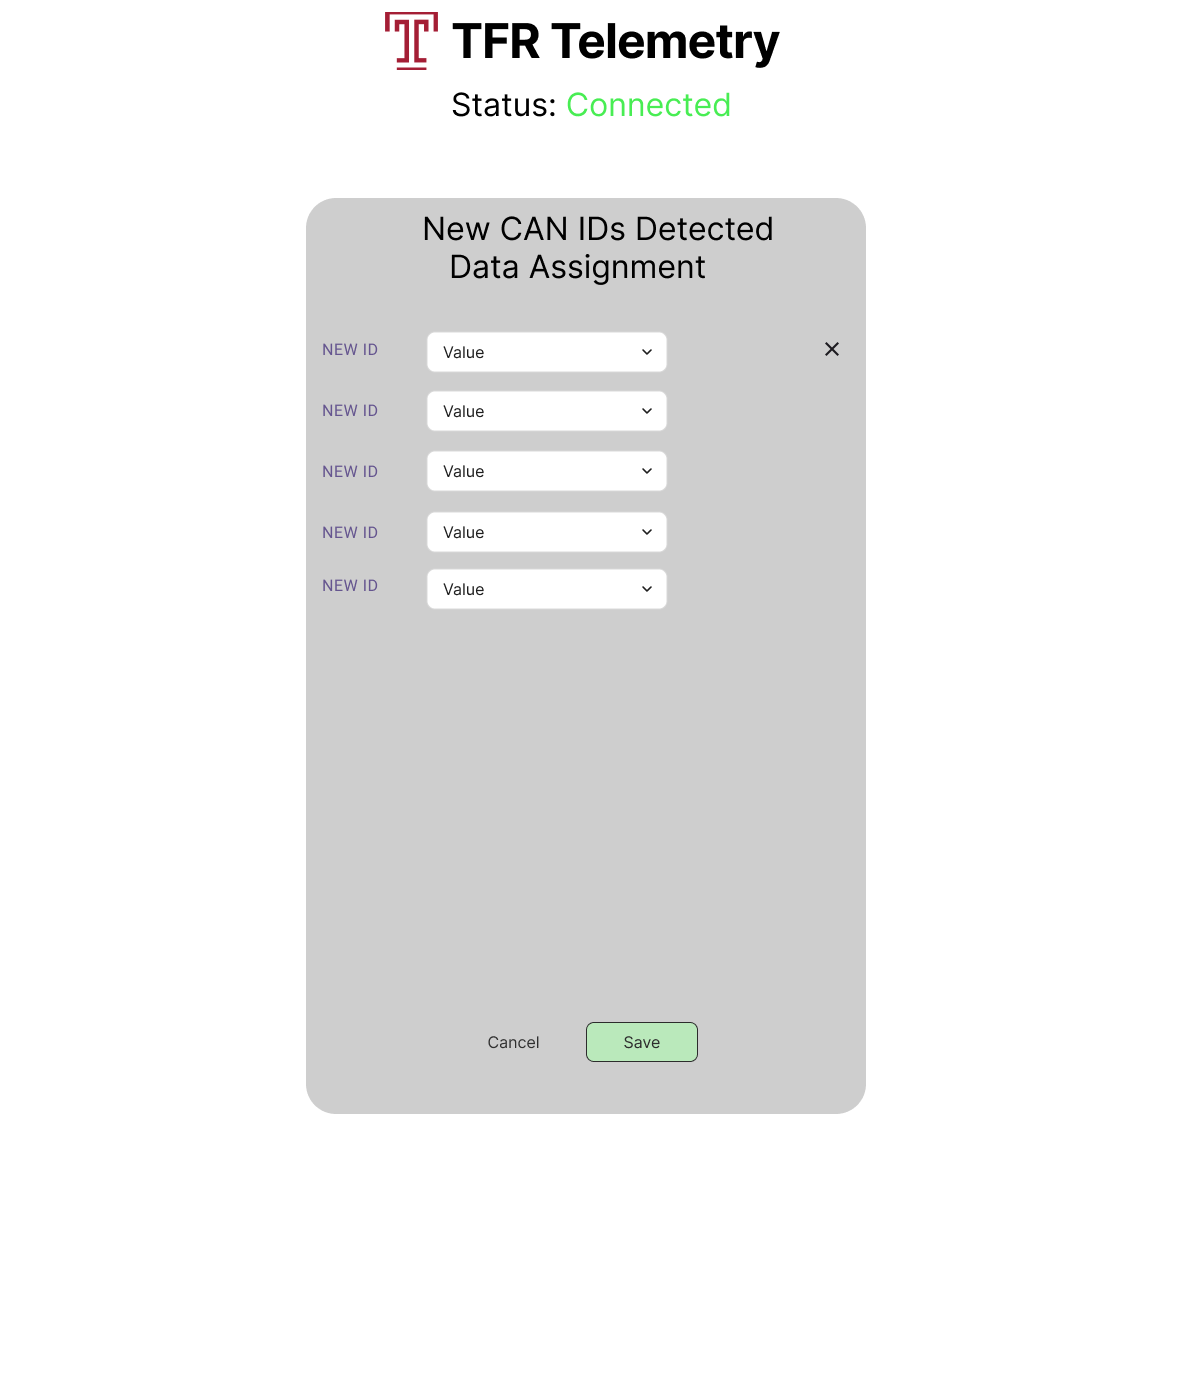 TFR Telemetry
Status: Connected
New CAN IDs Detected
Data Assignment
NEW ID Value
NEW ID Value
NEW ID Value
NEW ID Value
NEW ID Value
Cancel Save